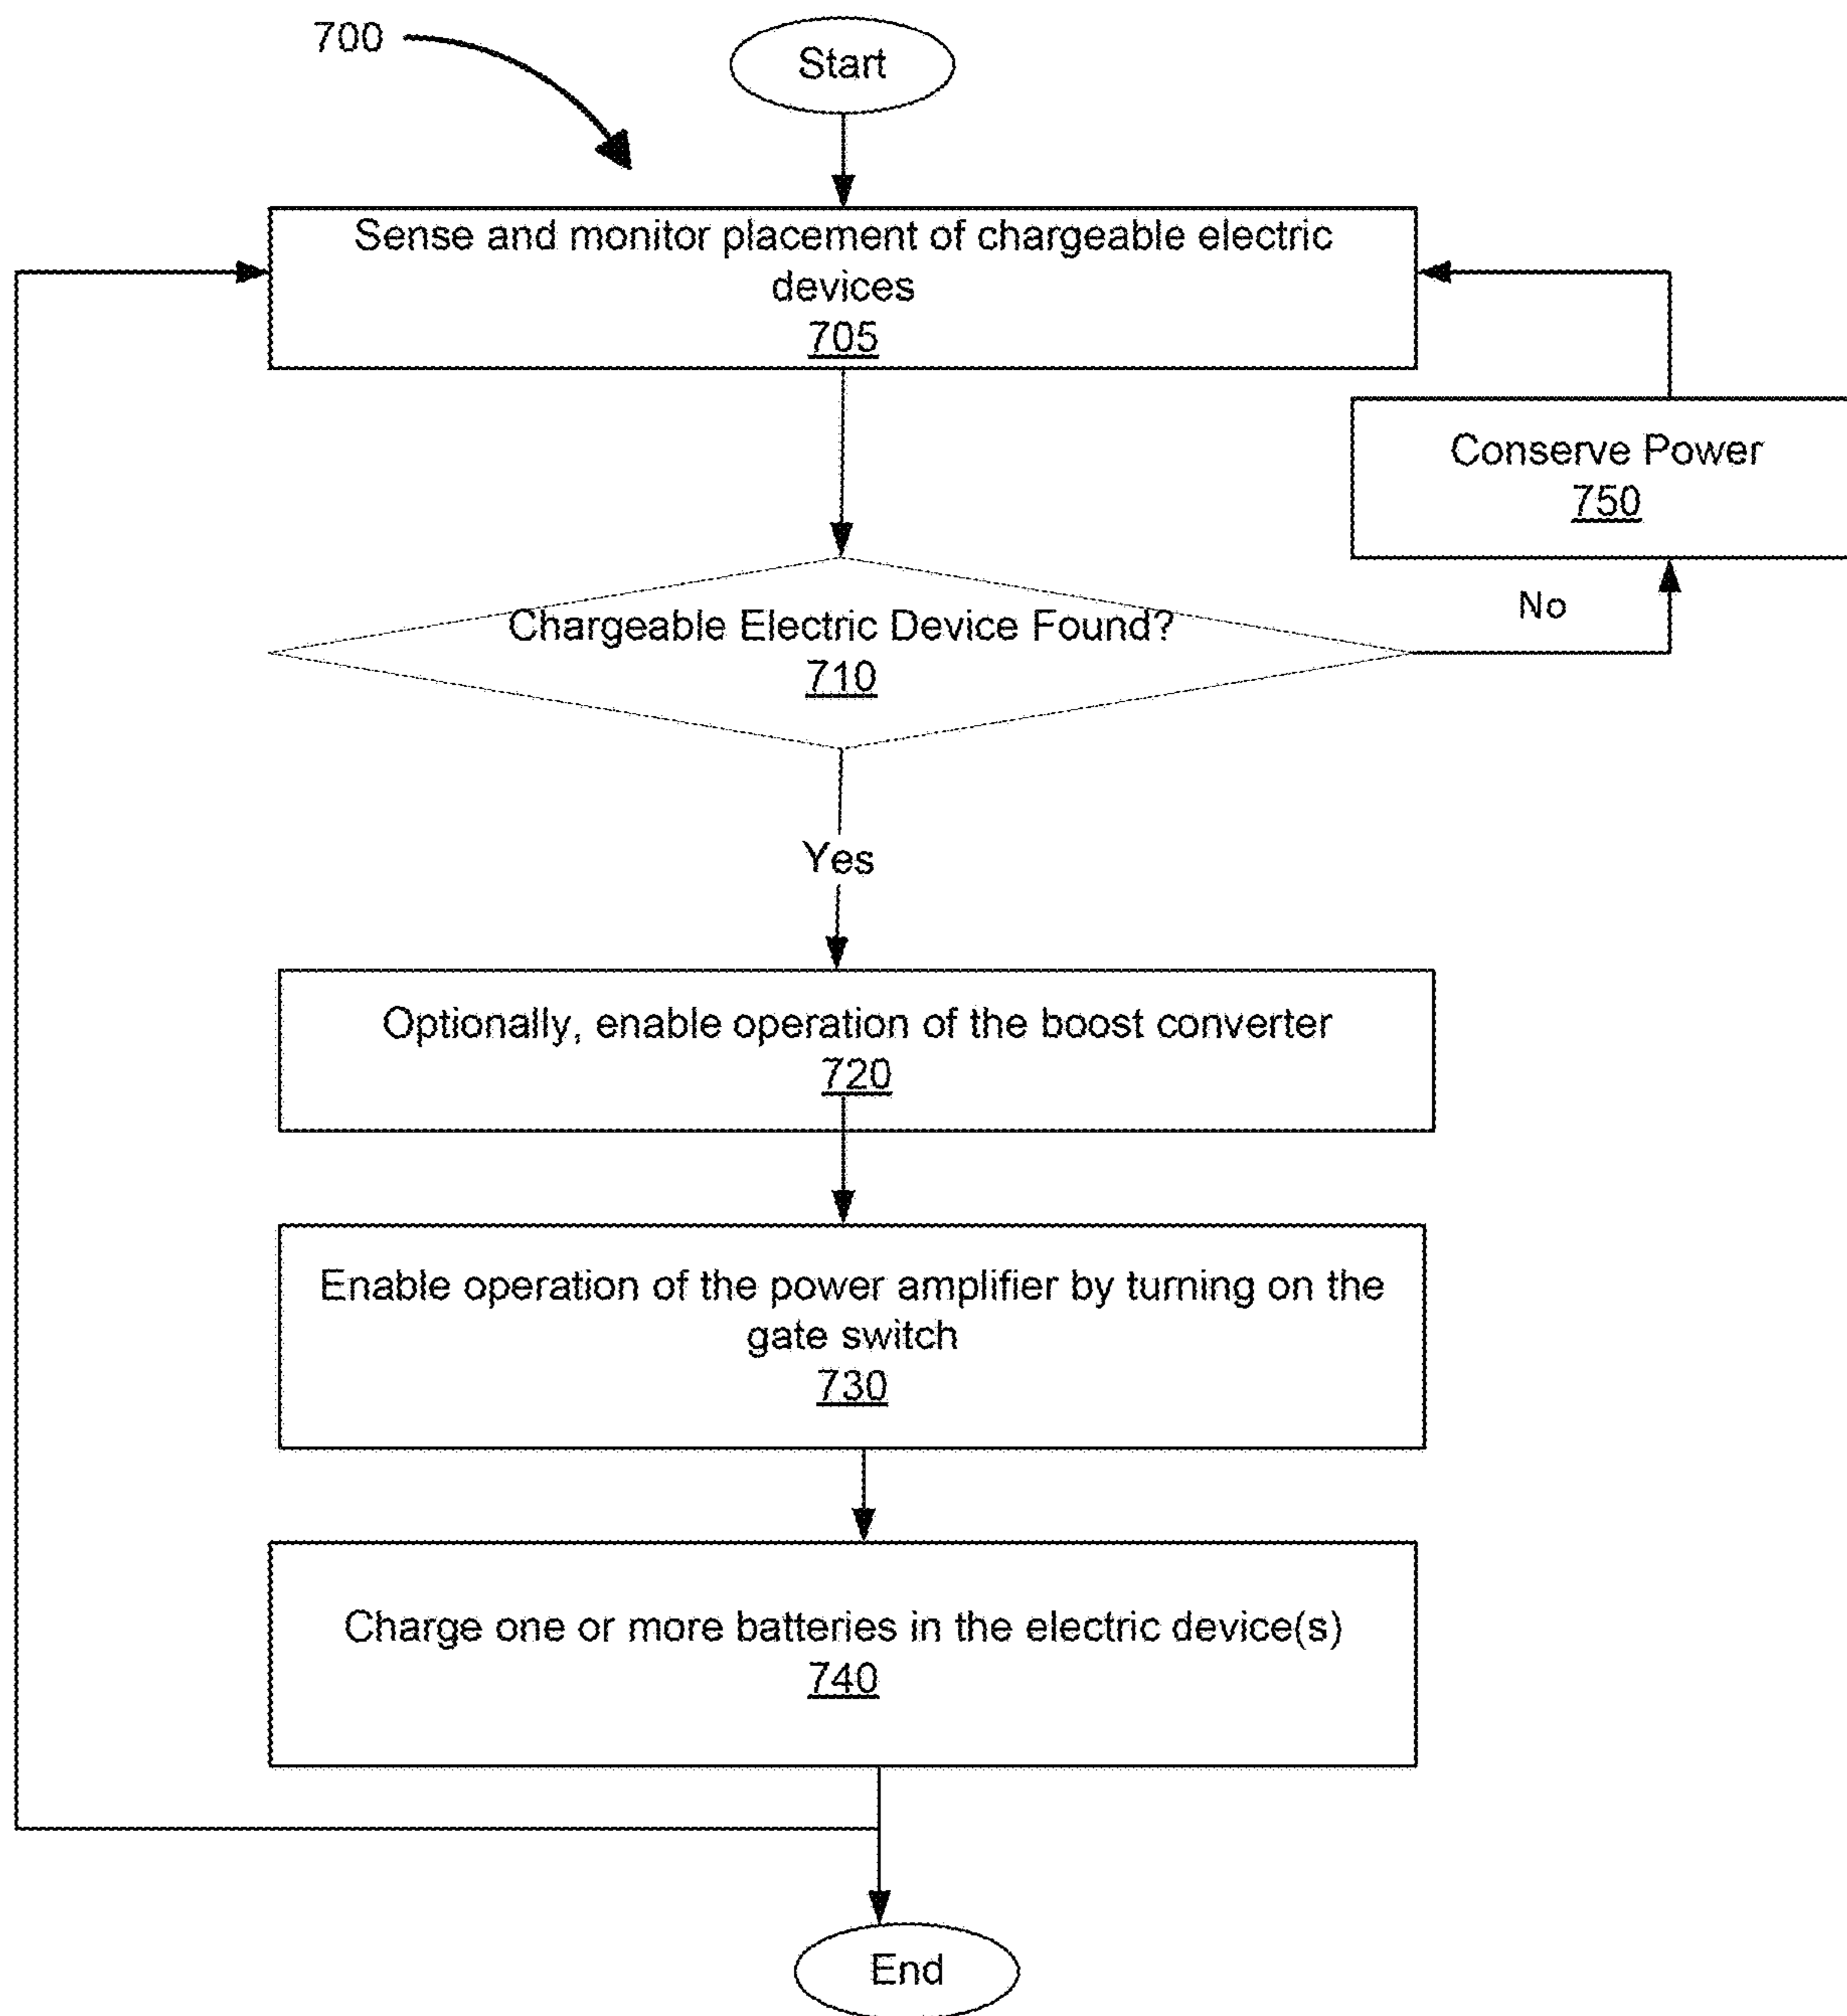 700
Start
Sense and monitor placement of chargeable electric
devices
705
Conserve Power
750
Chargeable Electric Device Found?
710
No
Yes
Optionally, enable operation of the boost converter
720
Enable operation of the power amplifier by turning on the
gate switch
730
Charge one or more batteries in the electric device(s)
740
End